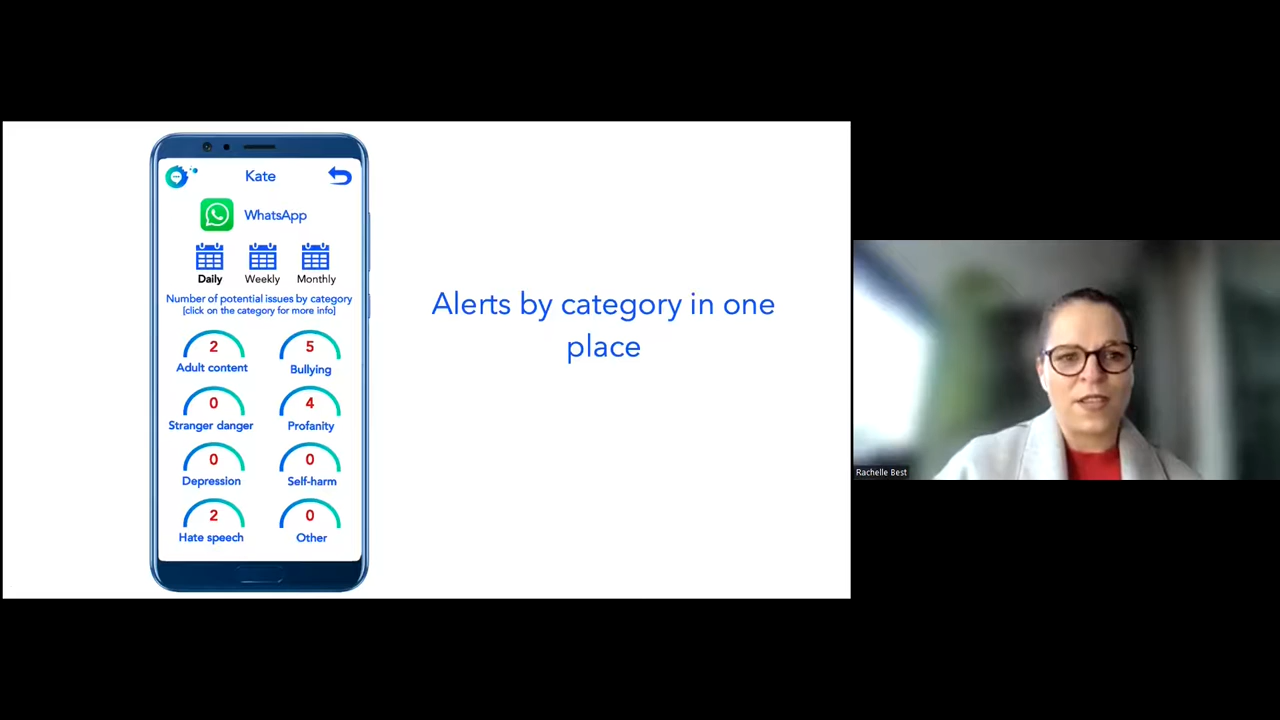 Kate
WhatsApp
Daily Weekly Monthly
Number of potential issues by category
[click on the category for more info]
2 5
Adult content Bullying
0 4
Stranger danger Profanity
0 0
Depression Self-harm
2 0
Hate speech Other
Alerts by category in one
place
Rachelle Best